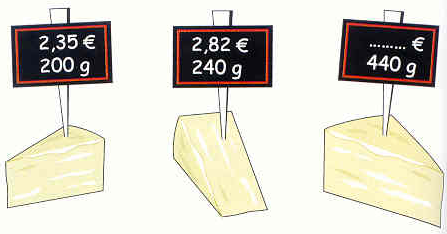 2,35 €
200 g
2,82 €
240 g
......... €
440 g